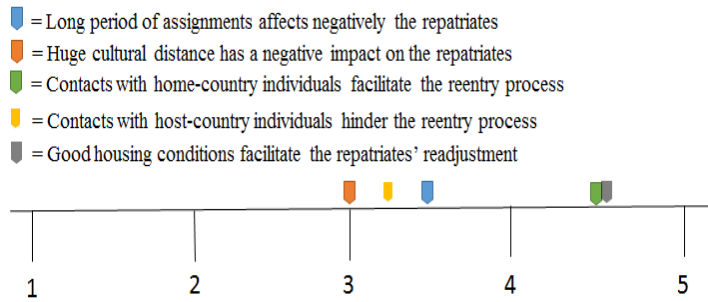 = Long period of assignments affects negatively the repatriates
= Huge cultural distance has a negative impact on the repatriates
= Contacts with home-country individuals facilitate the reentry process
= Contacts with host-country individuals hinder the reentry process
= Good housing conditions facilitate the repatriates’ readjustment
1 2 3 4 5